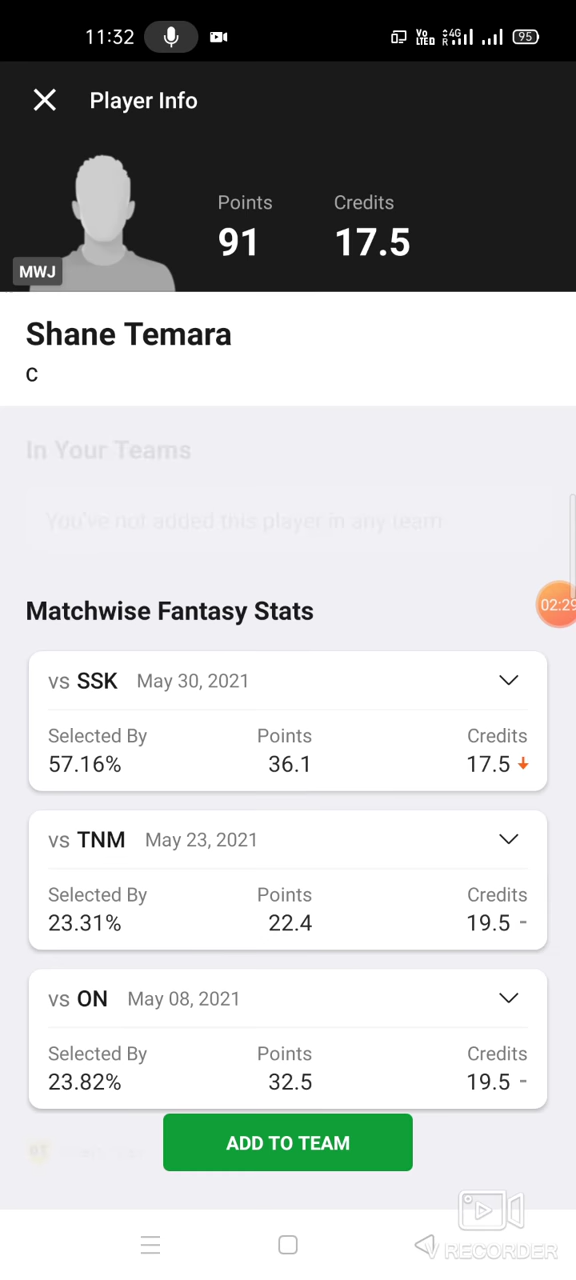 11:32
VO
LTED
4G
R
95
Player Info
Points
Credits
91
17.5
MWJ
Shane Temara
C
In Your Teams
You've not added this player in any team
Matchwise Fantasy Stats
02:29
vs SSK May 30, 2021
Selected By Points Credits
57.16% 36.1 17.5
vs TNM May 23, 2021
Selected By Points Credits
23.31% 22.4 19.5 -
vs ON May 08, 2021
Selected By Points Credits
23.82% 32.5 19.5 -
ADD TO TEAM
V RECORDER